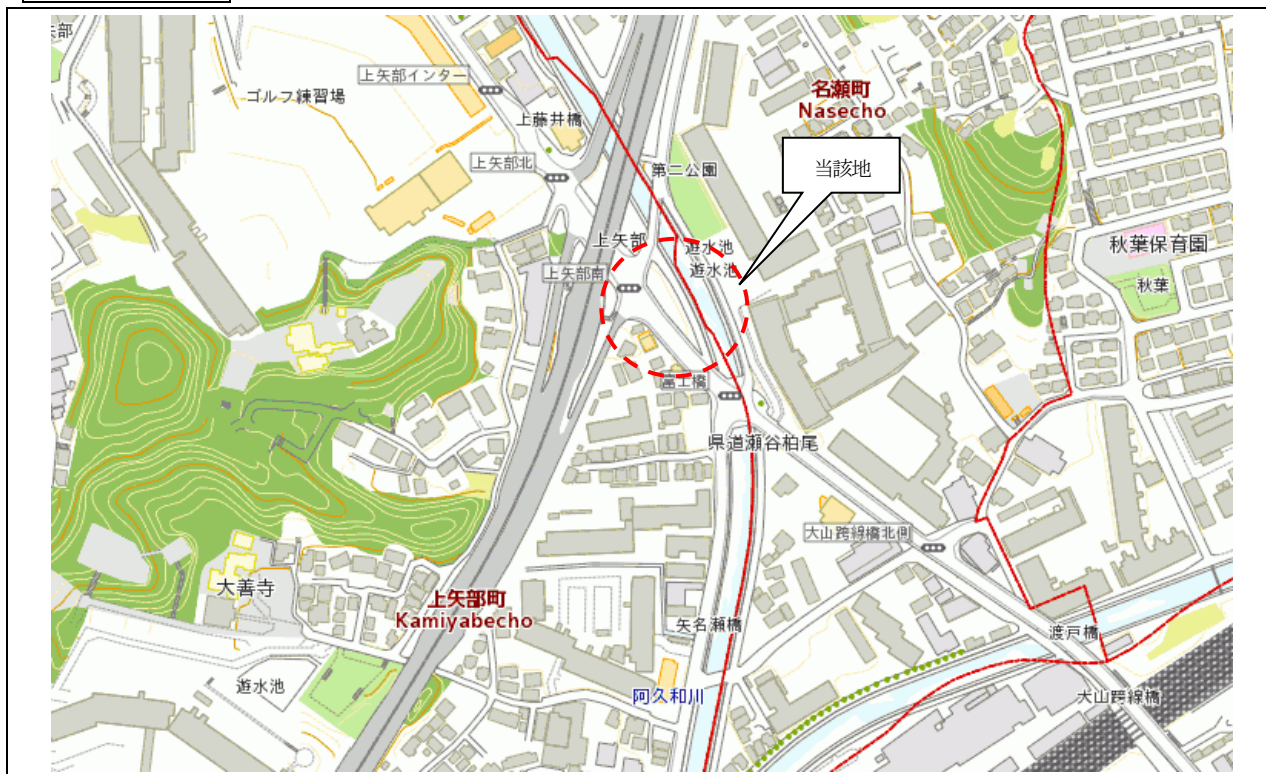 矢部
ゴルフ練習場
上矢部インター
上藤井橋
上矢部北
名瀬町
Nasecho
第二公園
当該地
上矢部
遊水池
遊水池
上矢部南
秋葉保育園
秋葉
富士橋
県道瀬谷柏尾
大山跨線橋北側
大善寺
上矢部町
Kamiyabecho
矢名瀬橋
渡戸橋
遊水池
阿久和川
大山跨線橋